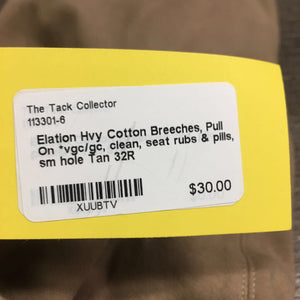 The Tack Collector
113301-6
Elation Hvy Cotton Breeches, Pull
On *vgc/gc, clean, seat rubs & pills,
sm hole Tan 32R
$30.00
XUUBTV